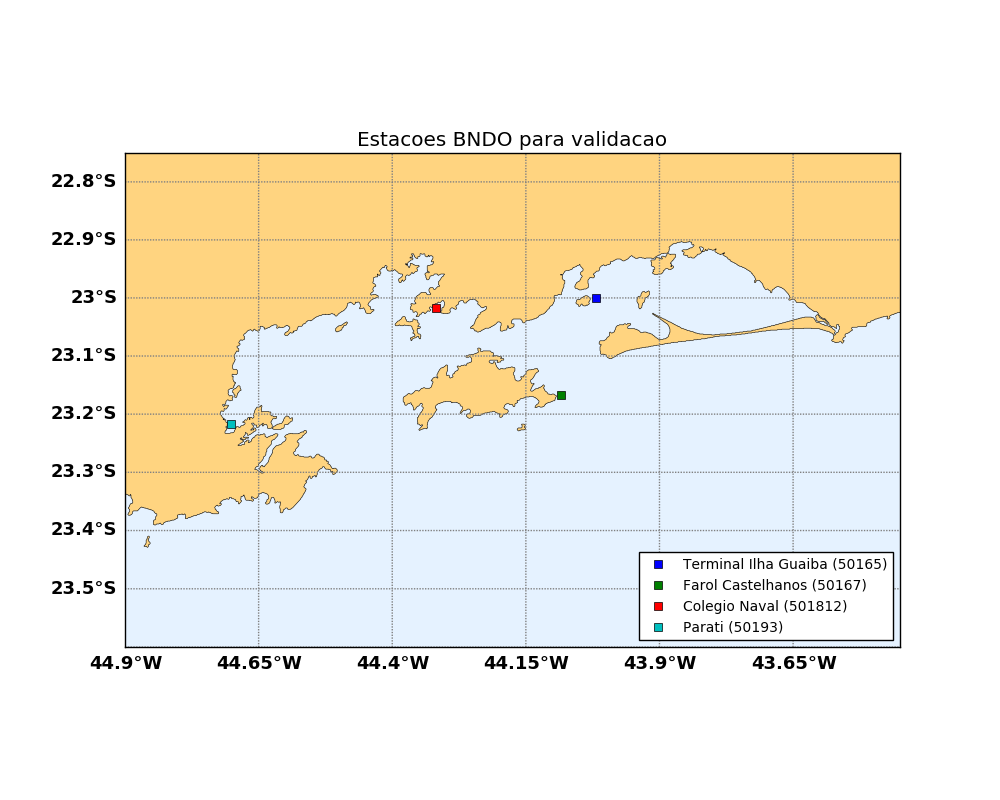 Estacoes BNDO para validacao
22.8°S
22.9°S
23°S
23.1°S
23.2°S
23.3°S
23.4°S
23.5°S
Terminal Ilha Guaiba (50165)
Farol Castelhanos (50167)
Colegio Naval (501812)
Parati (50193)
44.9°W 44.65°W 44.4°W 44.15°W 43.9°W 43.65°W